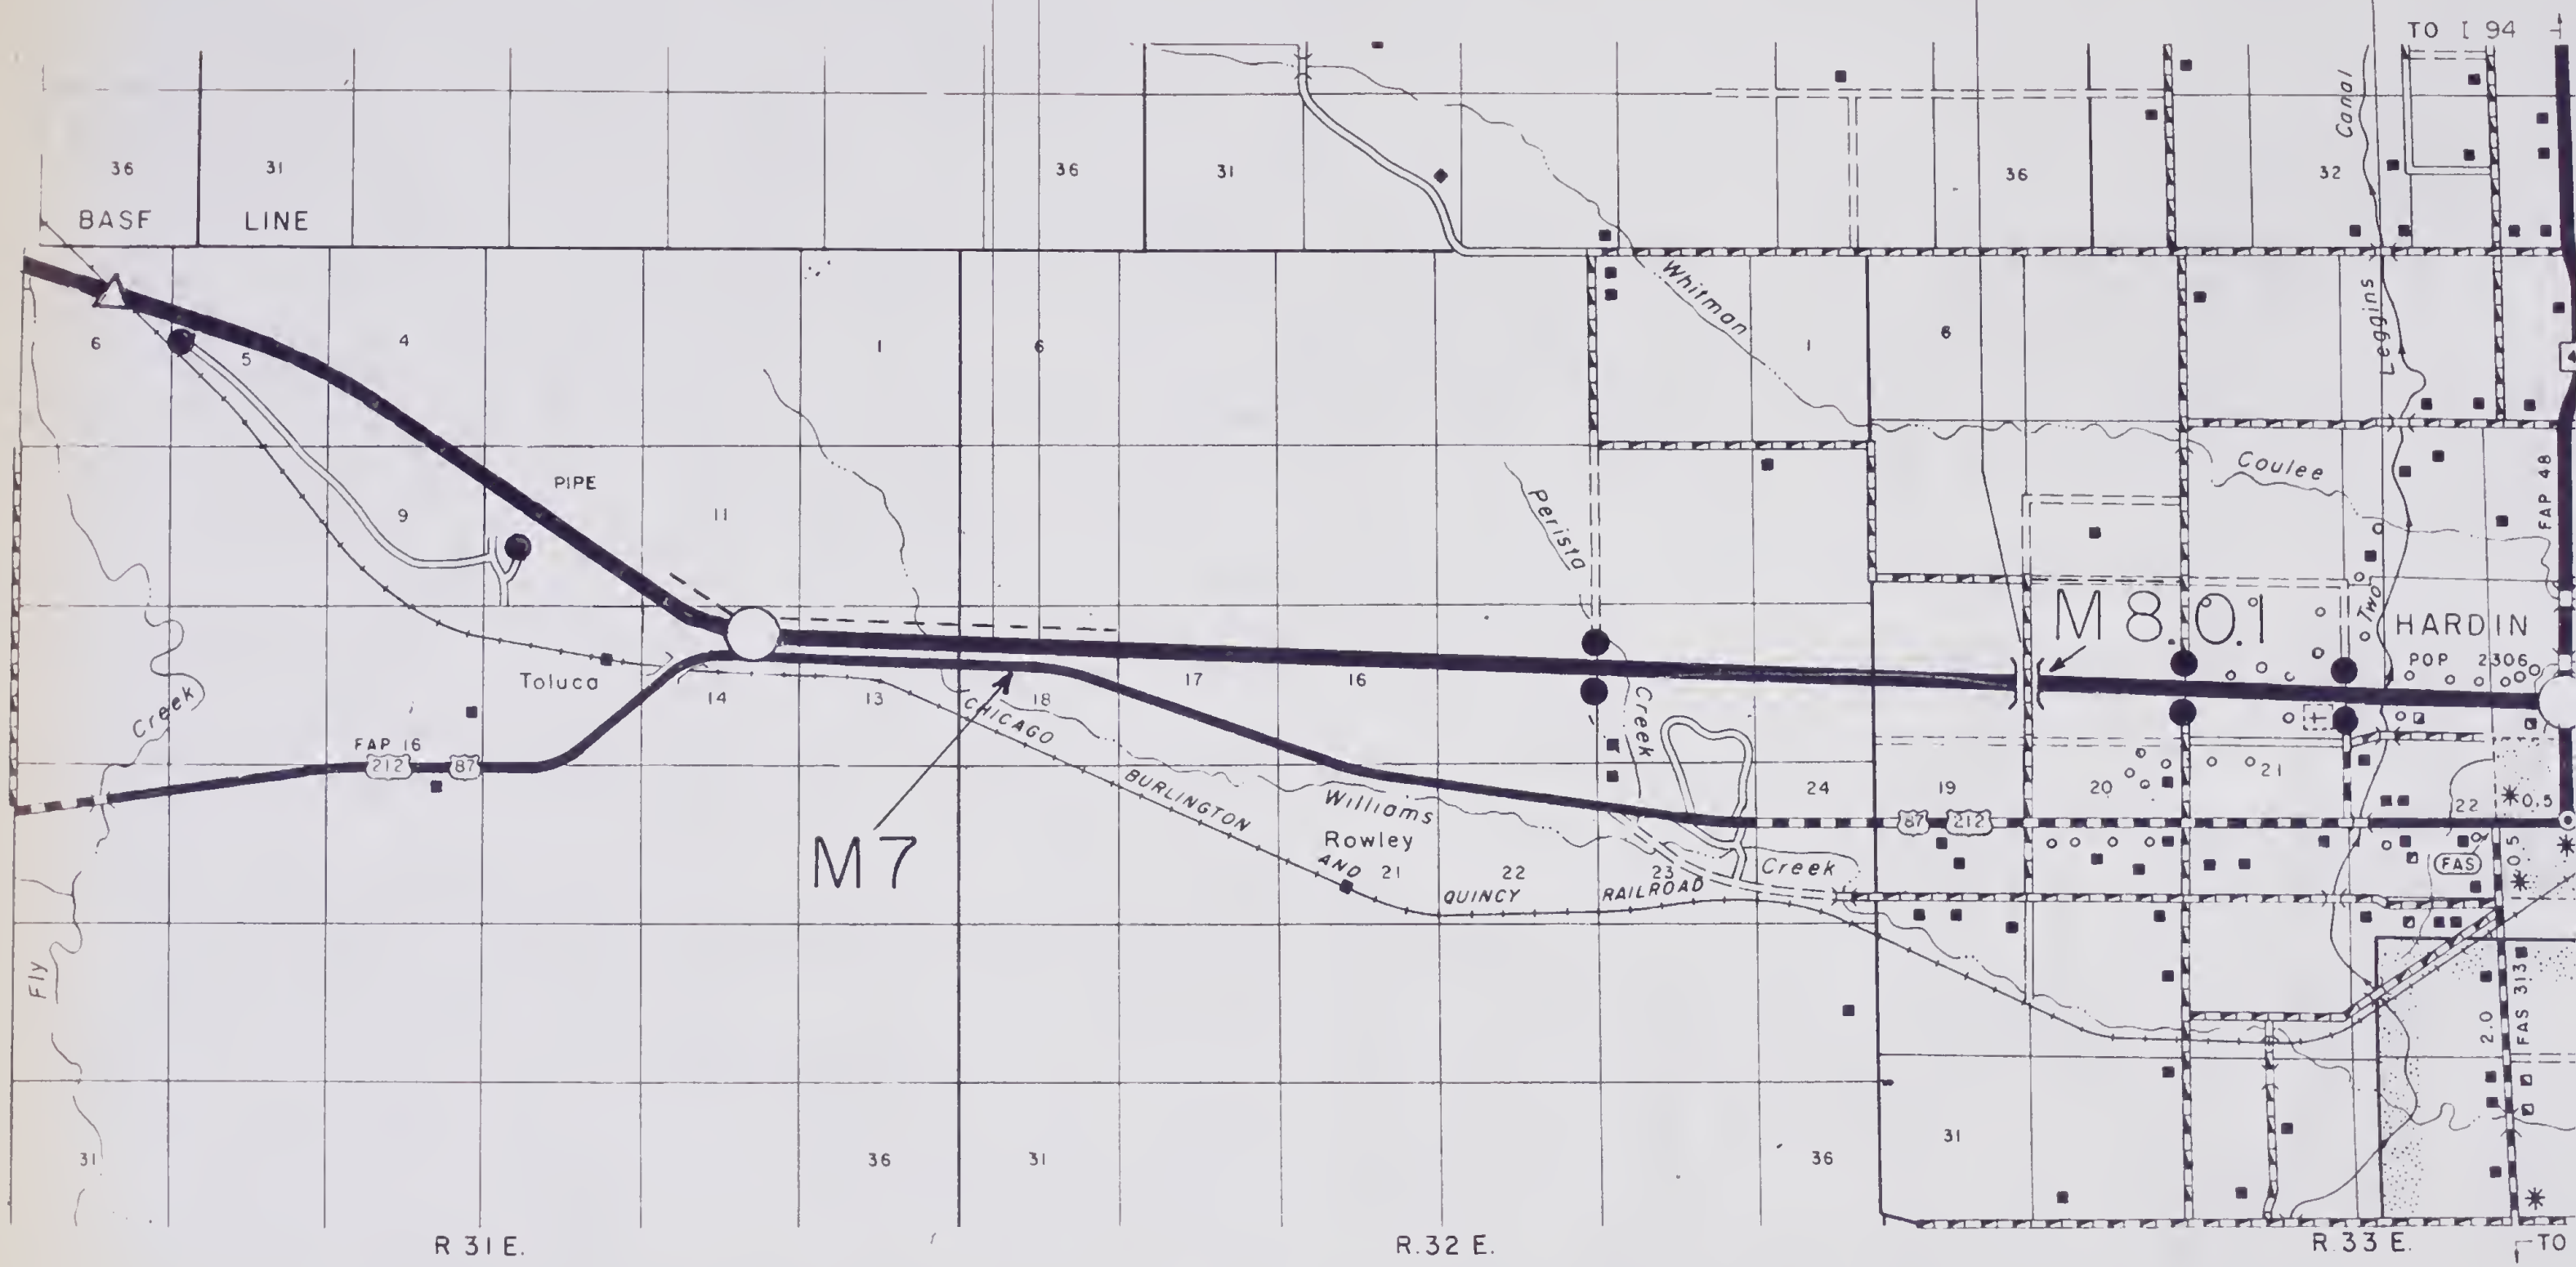 TO I 94
Canal
36
31
36
31
36
32
BASE LINE
6
5
4
1
6
Whitman
1
6
Leggins
PIPE
9
11
Perista
Coulee
FAP 48
M 8.0.1
Two
HARDIN
POP 2306
Toluca
14
13
18
17
16
Creek
Creek
CHICAGO
FAP 16
212
87
BURLINGTON
Williams
24
19
20
21
22
0.5
M7
Rowley
87
212
AND
21
22
23
Creek
FAS
0.5
QUINCY
RAILROAD
Fly
2.0
FAS 313
31
36
31
36
31
R 31 E.
R. 32 E.
R. 33 E.
TO